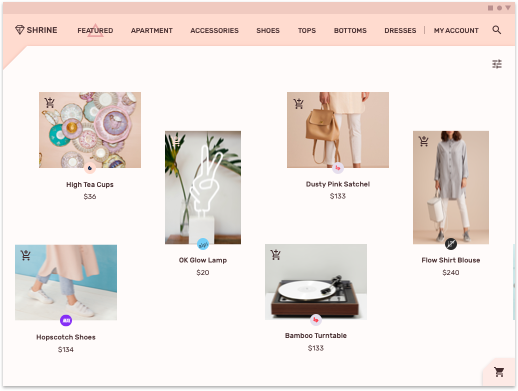 SHRINE
FEATURED
APARTMENT
ACCESSORIES
SHOES
TOPS
BOTTOMS
DRESSES
MY ACCOUNT
High Tea Cups
$36
Dusty Pink Satchel
$133
OK Glow Lamp
$20
Flow Shirt Blouse
$240
Hopscotch Shoes
$134
Bamboo Turntable
$133